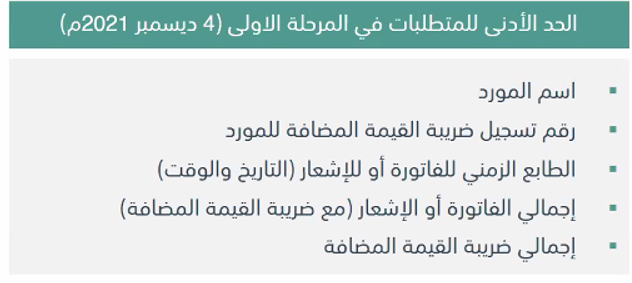 الحد الأدنى للمتطلبات في المرحلة الاولى (4 ديسمبر 2021م)
اسم المورد
رقم تسجيل ضريبة القيمة المضافة للمورد
الطابع الزمني للفاتورة أو للإشعار (التاريخ والوقت)
إجمالي الفاتورة أو الإشعار (مع ضريبة القيمة المضافة)
إجمالي ضريبة القيمة المضافة